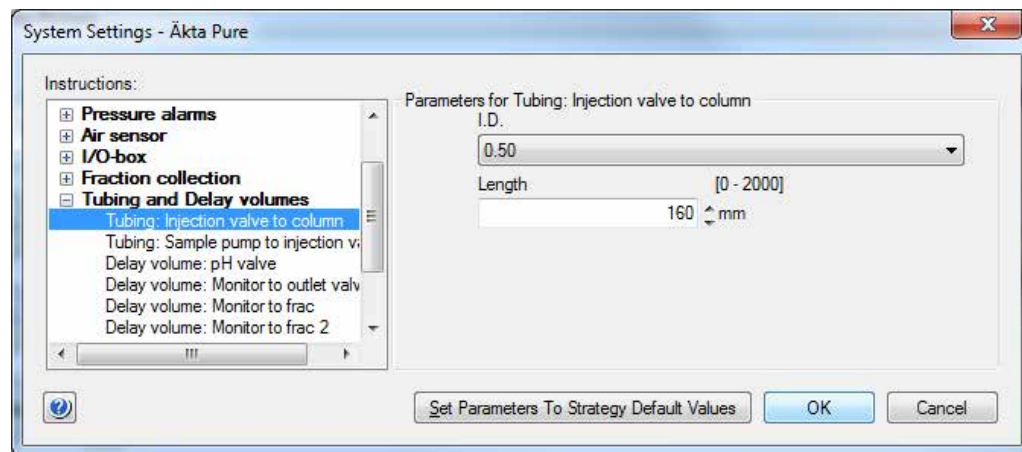 System Settings - Äkta Pure
Instructions:
Pressure alarms
Air sensor
I/O-box
Fraction collection
Tubing and Delay volumes
Tubing: Injection valve to column
Tubing: Sample pump to injection va
Delay volume: pH valve
Delay volume: Monitor to outlet valv
Delay volume: Monitor to frac
Delay volume: Monitor to frac 2
Parameters for Tubing: Injection valve to column
I.D.
0.50
Length [0 - 2000]
160 mm
Set Parameters To Strategy Default Values OK Cancel